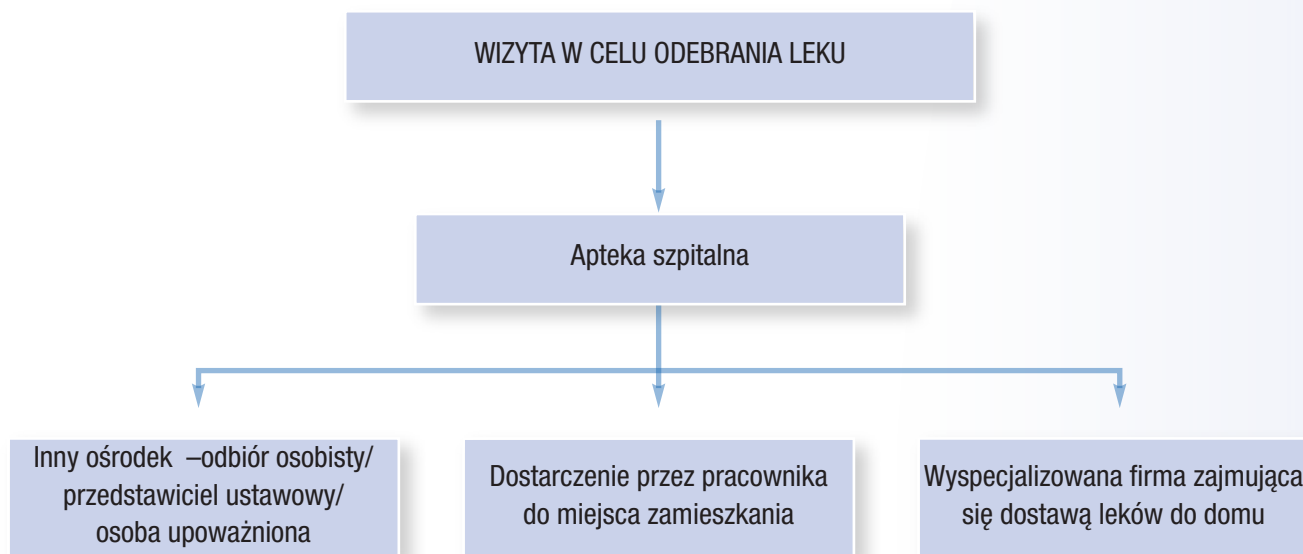 WIZYTA W CELU ODEBRANIA LEKU
Apteka szpitalna
Inny ośrodek –odbiór osobisty/
przedstawiciel ustawowy/
osoba upoważniona
Dostarczenie przez pracownika
do miejsca zamieszkania
Wyspecjalizowana firma zajmująca
się dostawą leków do domu